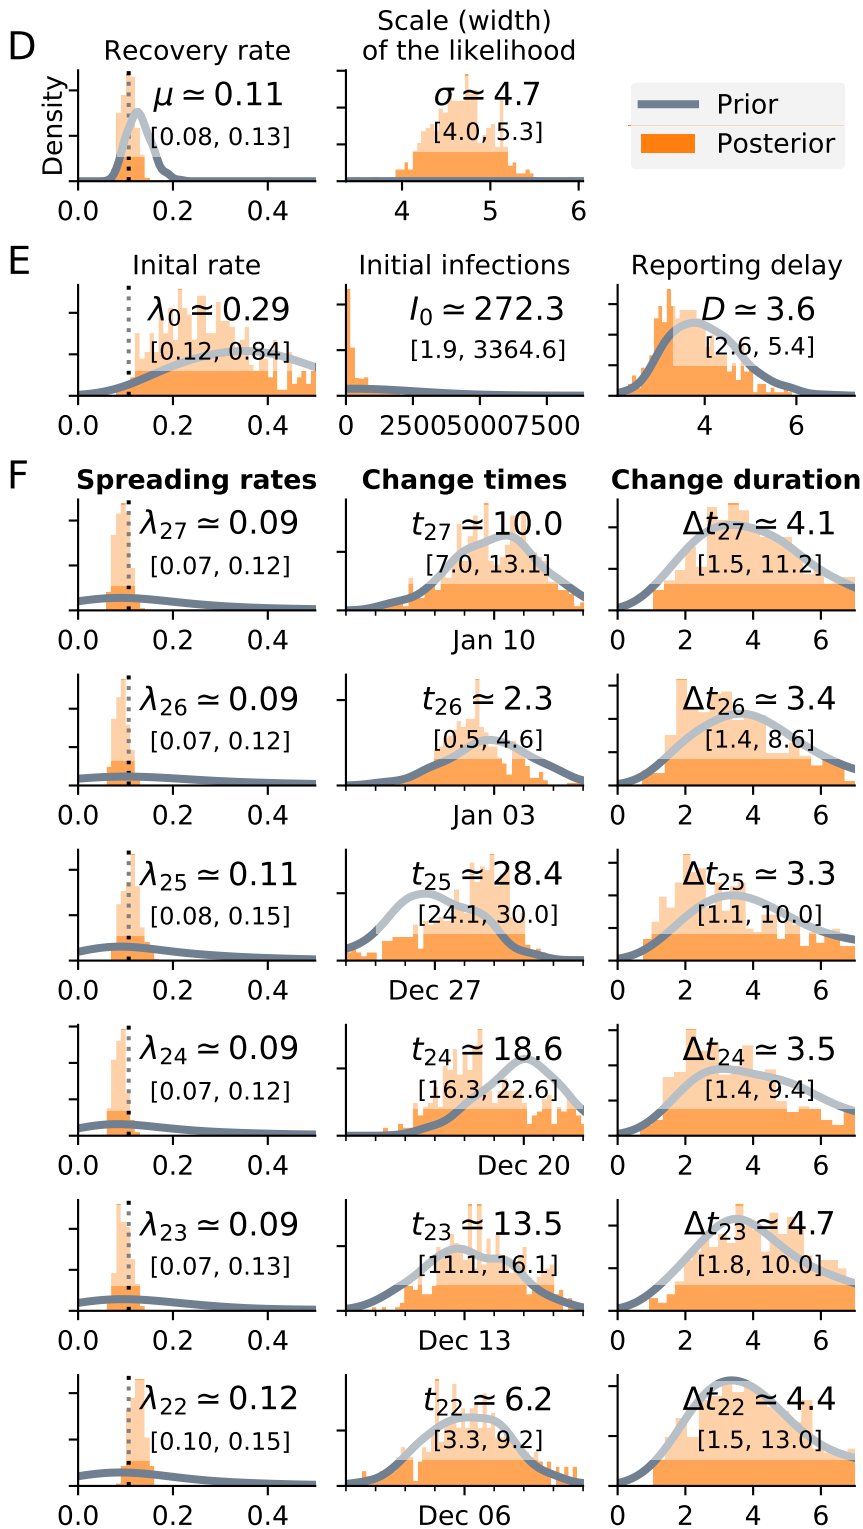 D
Recovery rate
Scale (width)
of the likelihood
Density
μ ≃ 0.11
[0.08, 0.13]
σ ≃ 4.7
[4.0, 5.3]
Prior
Posterior
0.0 0.2 0.4
4 5 6
E
Inital rate
Initial infections
Reporting delay
λ0 ≃ 0.29
[0.12, 0.84]
I0 ≃ 272.3
[1.9, 3364.6]
D ≃ 3.6
[2.6, 5.4]
0.0 0.2 0.4
0 2500 5000 7500
4 6
F
Spreading rates
Change times
Change duration
λ27 ≃ 0.09
[0.07, 0.12]
t27 ≃ 10.0
[7.0, 13.1]
Δt27 ≃ 4.1
[1.5, 11.2]
0.0 0.2 0.4
Jan 10
0 2 4 6
λ26 ≃ 0.09
[0.07, 0.12]
t26 ≃ 2.3
[0.5, 4.6]
Δt26 ≃ 3.4
[1.4, 8.6]
0.0 0.2 0.4
Jan 03
0 2 4 6
λ25 ≃ 0.11
[0.08, 0.15]
t25 ≃ 28.4
[24.1, 30.0]
Δt25 ≃ 3.3
[1.1, 10.0]
0.0 0.2 0.4
Dec 27
0 2 4 6
λ24 ≃ 0.09
[0.07, 0.12]
t24 ≃ 18.6
[16.3, 22.6]
Δt24 ≃ 3.5
[1.4, 9.4]
0.0 0.2 0.4
Dec 20
0 2 4 6
λ23 ≃ 0.09
[0.07, 0.13]
t23 ≃ 13.5
[11.1, 16.1]
Δt23 ≃ 4.7
[1.8, 10.0]
0.0 0.2 0.4
Dec 13
0 2 4 6
λ22 ≃ 0.12
[0.10, 0.15]
t22 ≃ 6.2
[3.3, 9.2]
Δt22 ≃ 4.4
[1.5, 13.0]
0.0 0.2 0.4
Dec 06
0 2 4 6